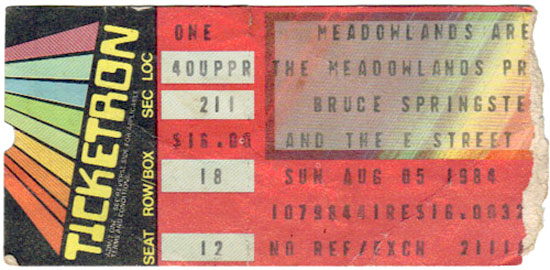 TICKETRON
SEAT ROW/BOX SEC LOC
ONE
40UPPR
211
$16.00
18
12
MEADOWLANDS ARE
THE MEADOWLANDS PR
BRUCE SPRINGSTE
AND THE E STREET
SUN AUG 05 1984
NO REF/EXCH